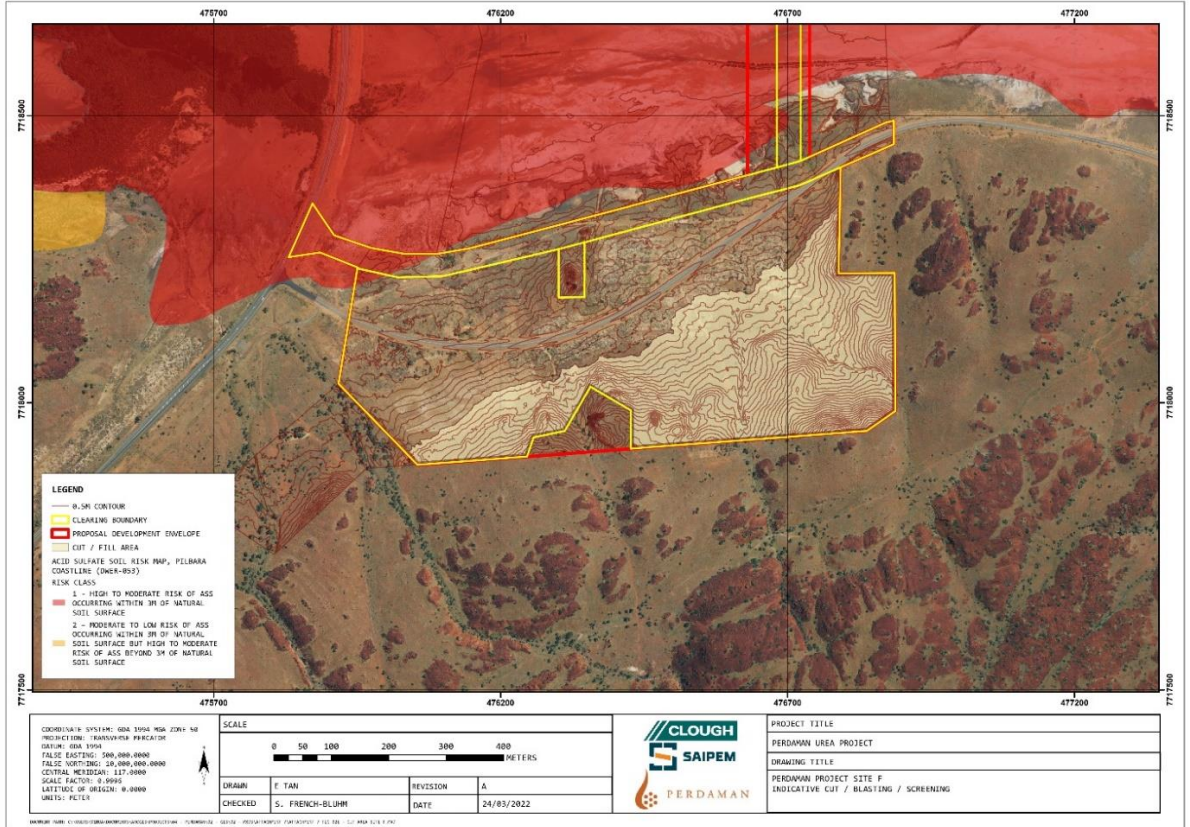 475700
476200
476700
477200
7718500
7718500
7718000
7718000
7717500
7717500
LEGEND
0.5M CONTOUR
CLEARING BOUNDARY
PROPOSAL DEVELOPMENT ENVELOPE
CUT / FILL AREA
ACID SULFATE SOIL RISK MAP, PILBARA
COASTLINE (DWER-053)
RISK CLASS
1 - HIGH TO MODERATE RISK OF ASS
OCCURRING WITHIN 3M OF NATURAL
SOIL SURFACE
2 - MODERATE TO LOW RISK OF ASS
OCCURRING WITHIN 3M OF NATURAL
SOIL SURFACE BUT HIGH TO MODERATE
RISK OF ASS BEYOND 3M OF NATURAL
SOIL SURFACE
475700
476200
476700
477200
COORDINATE SYSTEM: GDA 1994 MGA ZONE 50
PROJECTION: TRANSVERSE MERCATOR
DATUM: GDA 1994
FALSE EASTING: 500,000.0000
FALSE NORTHING: 10,000,000.0000
CENTRAL MERIDIAN: 117.0000
SCALE FACTOR: 0.9996
LATITUDE OF ORIGIN: 0.0000
UNITS: METER
SCALE
0 50 100 200 300 400
METERS
DRAWN E TAN REVISION A
CHECKED S. FRENCH-BLUHM DATE 24/03/2022
CLOUGH
SAIPEM
PERDAMAN
PROJECT TITLE
PERDAMAN UREA PROJECT
DRAWING TITLE
PERDAMAN PROJECT SITE F
INDICATIVE CUT / BLASTING / SCREENING